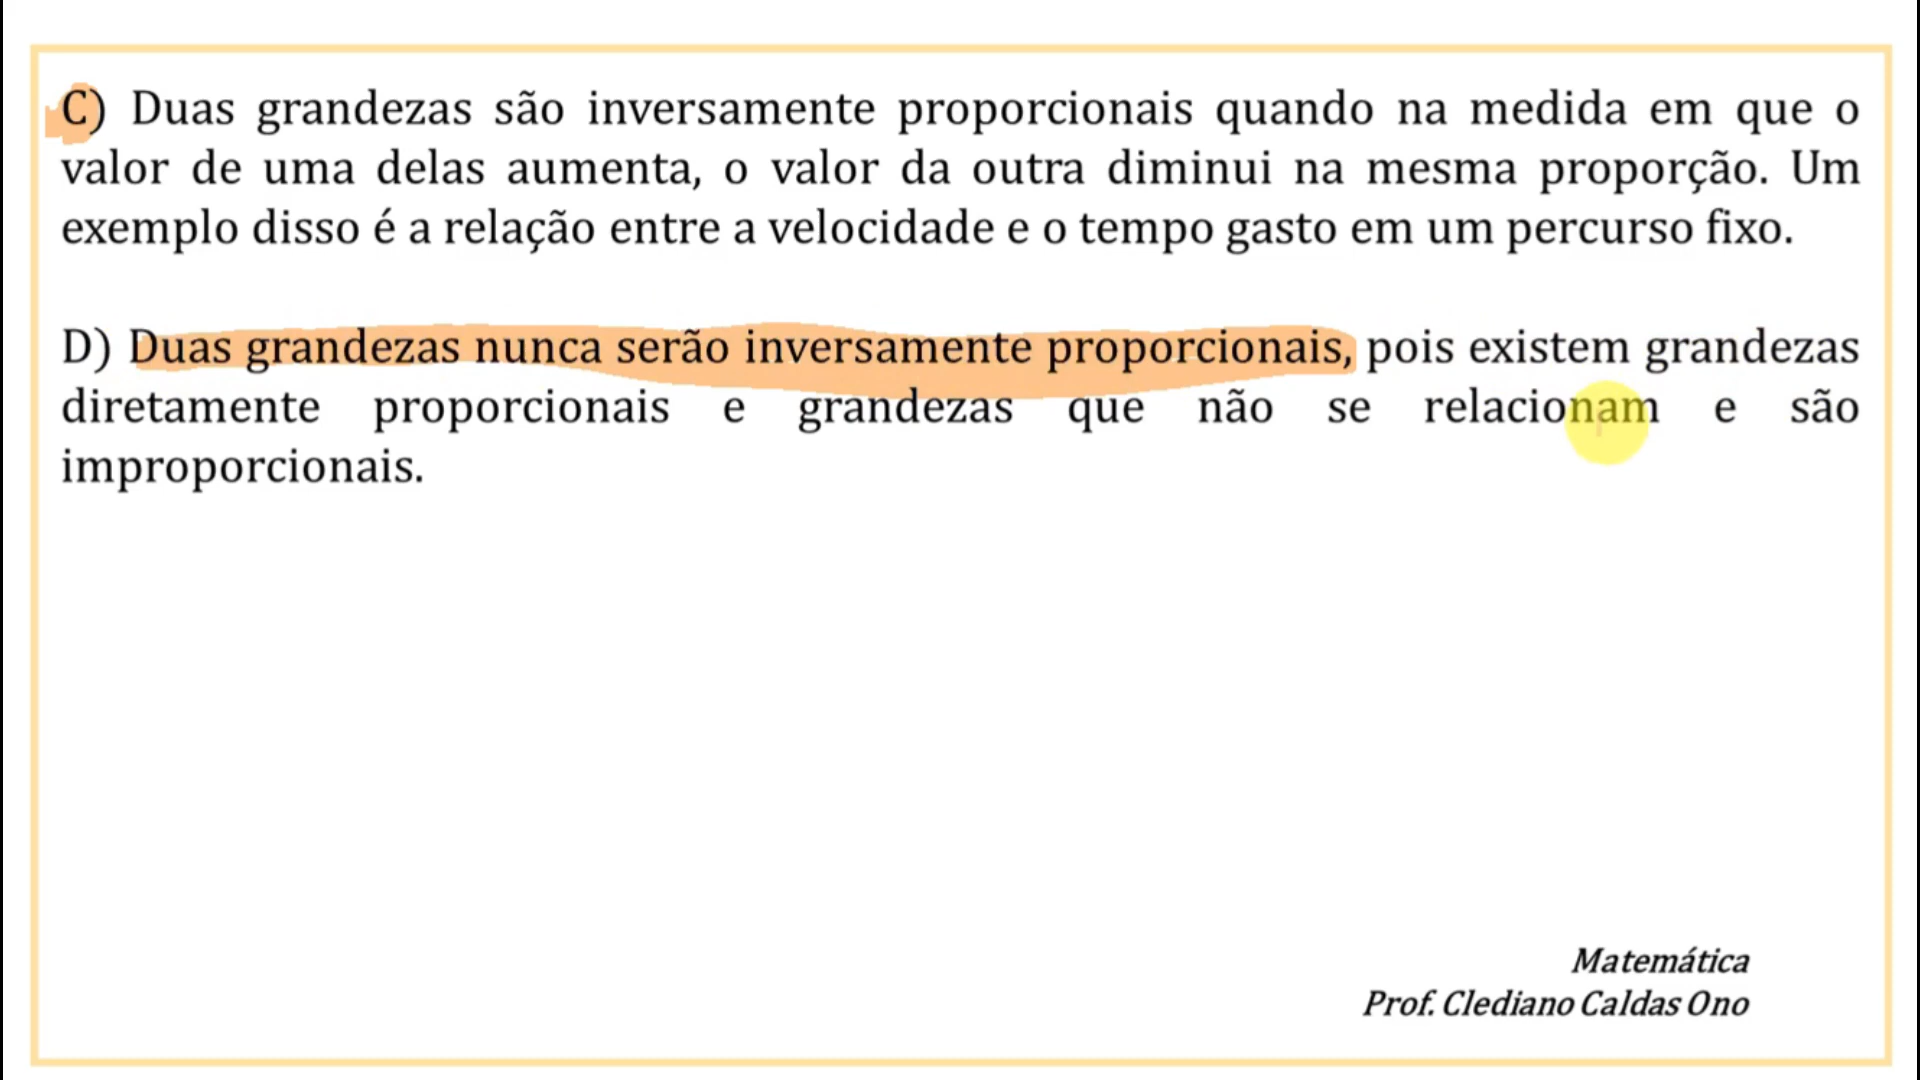 C) Duas grandezas são inversamente proporcionais quando na medida em que o
valor de uma delas aumenta, o valor da outra diminui na mesma proporção. Um
exemplo disso é a relação entre a velocidade e o tempo gasto em um percurso fixo.
D) Duas grandezas nunca serão inversamente proporcionais, pois existem grandezas
diretamente proporcionais e grandezas que não se relacionam e são
improporcionais.
Matemática
Prof. Clediano Caldas Ono